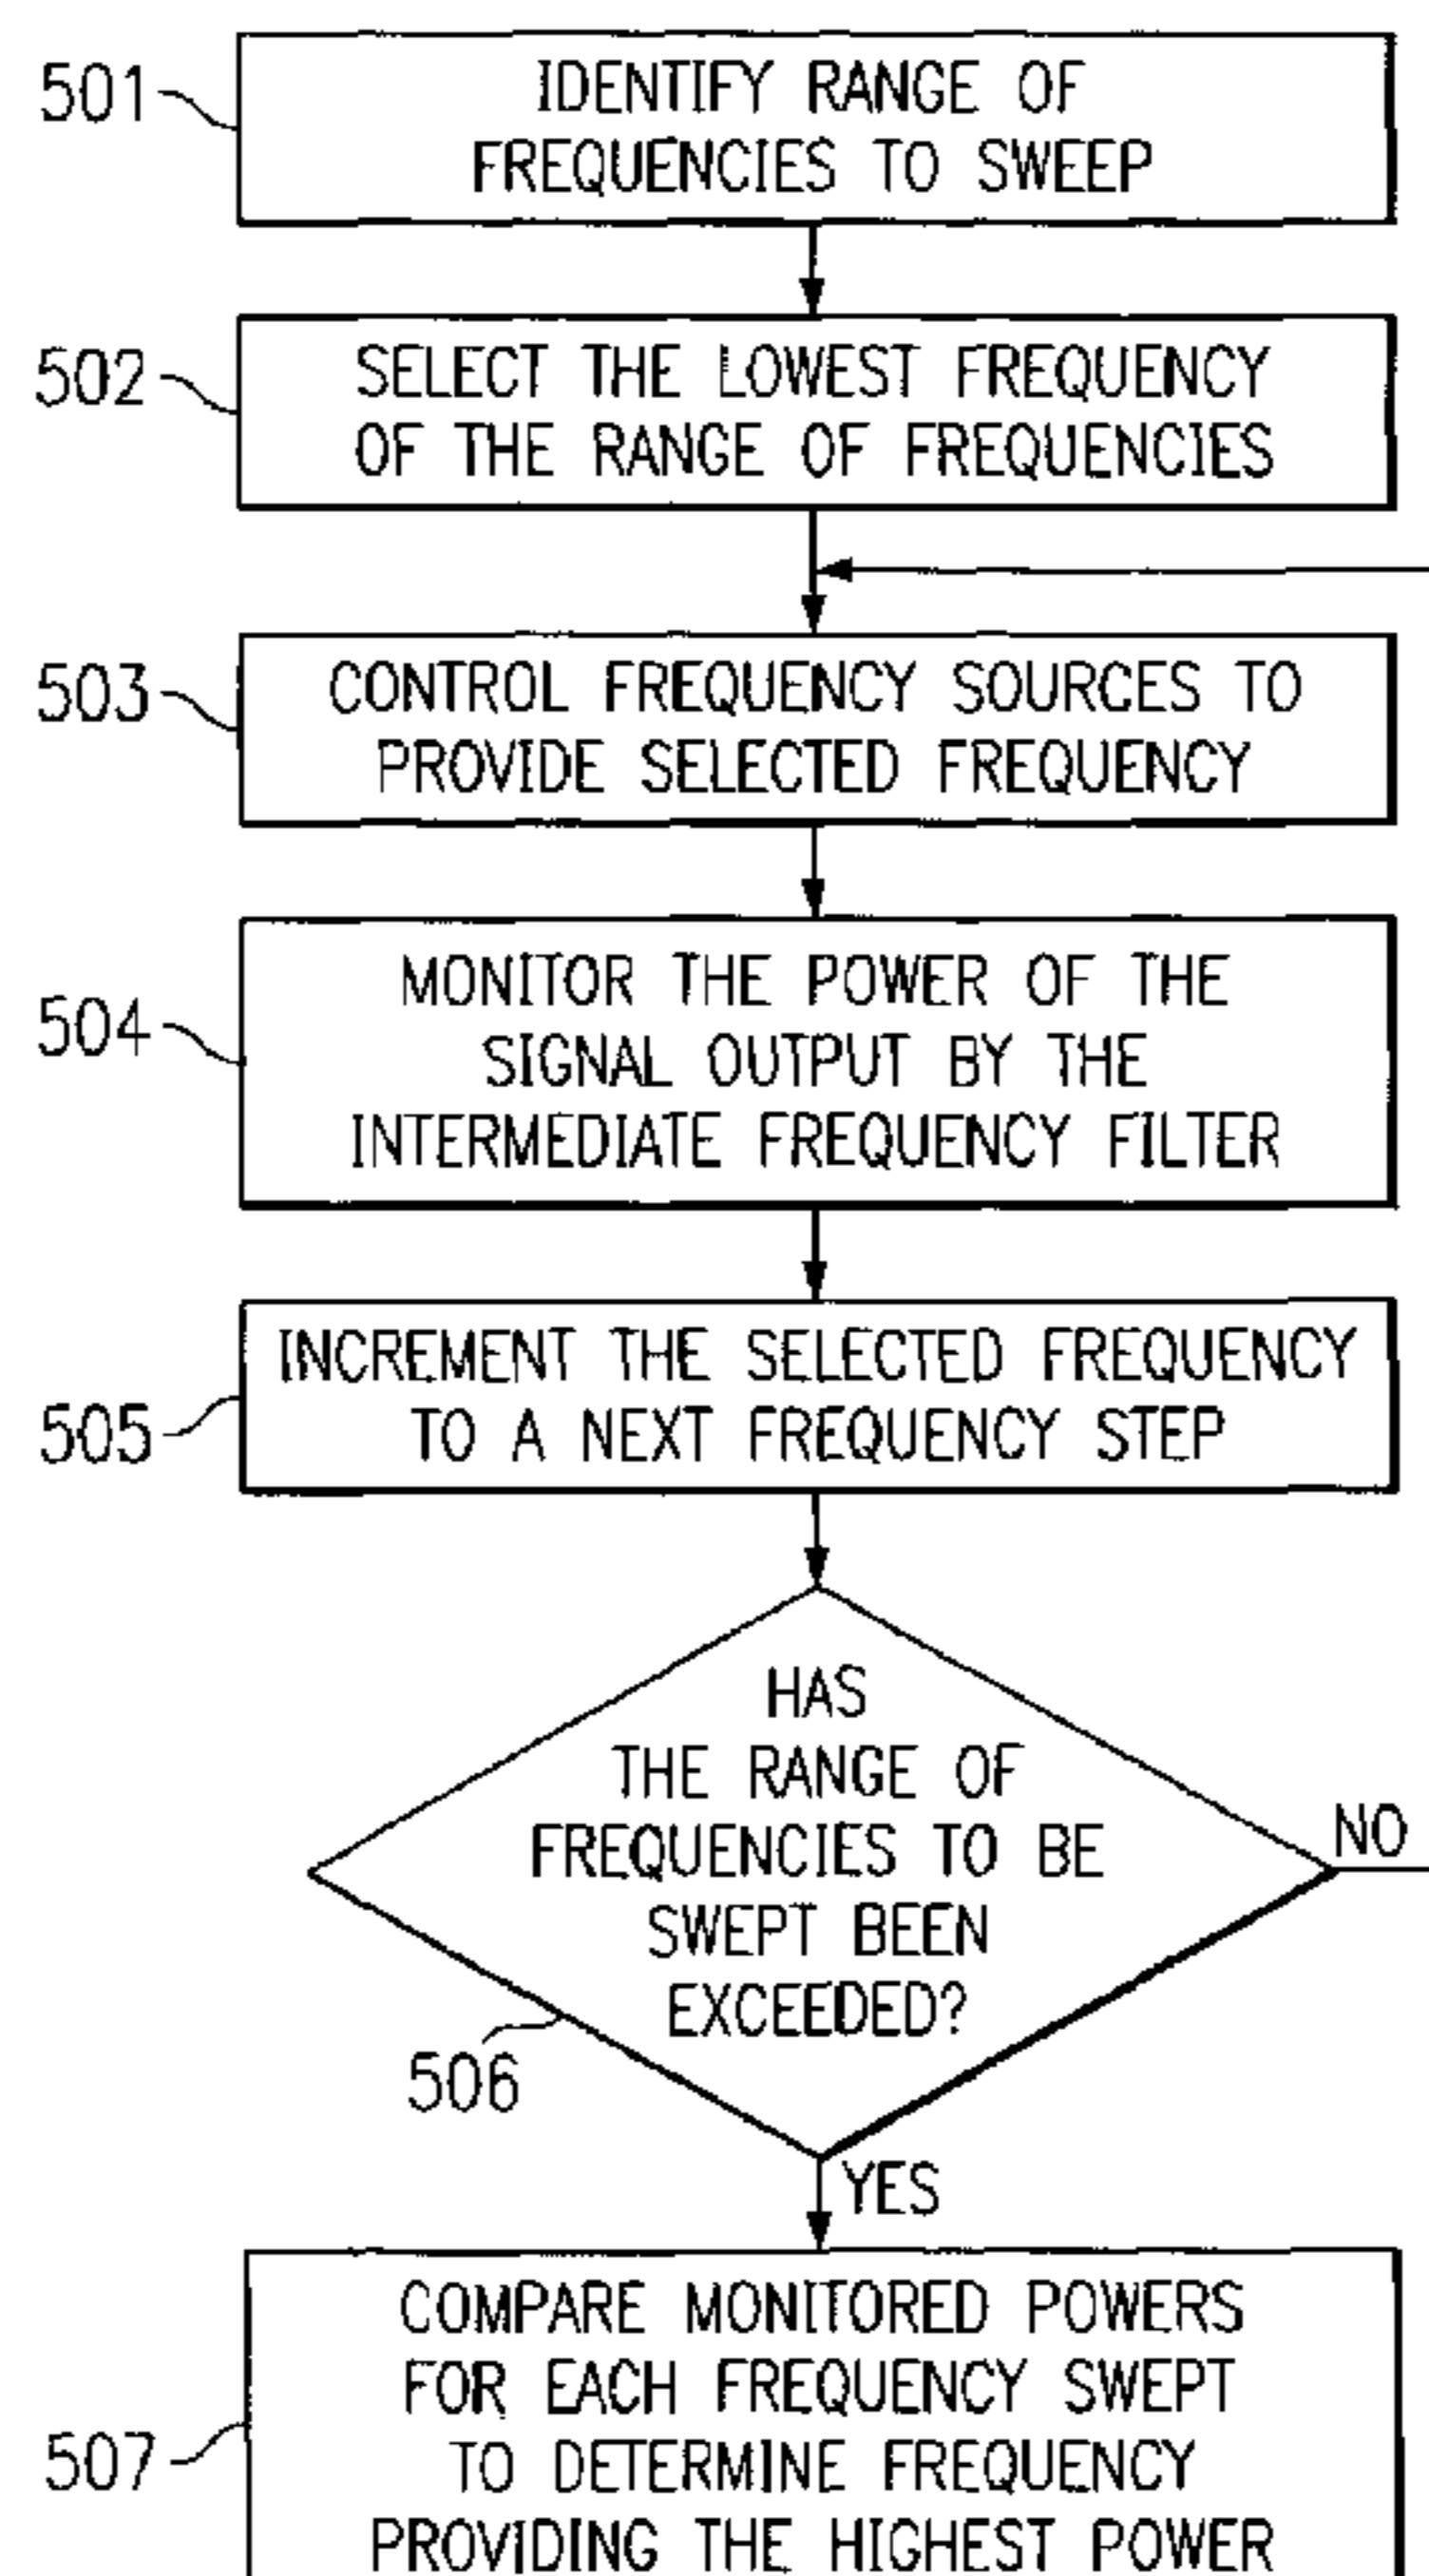 501
IDENTIFY RANGE OF
FREQUENCIES TO SWEEP
502
SELECT THE LOWEST FREQUENCY
OF THE RANGE OF FREQUENCIES
503
CONTROL FREQUENCY SOURCES TO
PROVIDE SELECTED FREQUENCY
504
MONITOR THE POWER OF THE
SIGNAL OUTPUT BY THE
INTERMEDIATE FREQUENCY FILTER
505
INCREMENT THE SELECTED FREQUENCY
TO A NEXT FREQUENCY STEP
HAS
THE RANGE OF
FREQUENCIES TO BE
SWEPT BEEN
EXCEEDED?
NO
506
YES
507
COMPARE MONITORED POWERS
FOR EACH FREQUENCY SWEPT
TO DETERMINE FREQUENCY
PROVIDING THE HIGHEST POWER